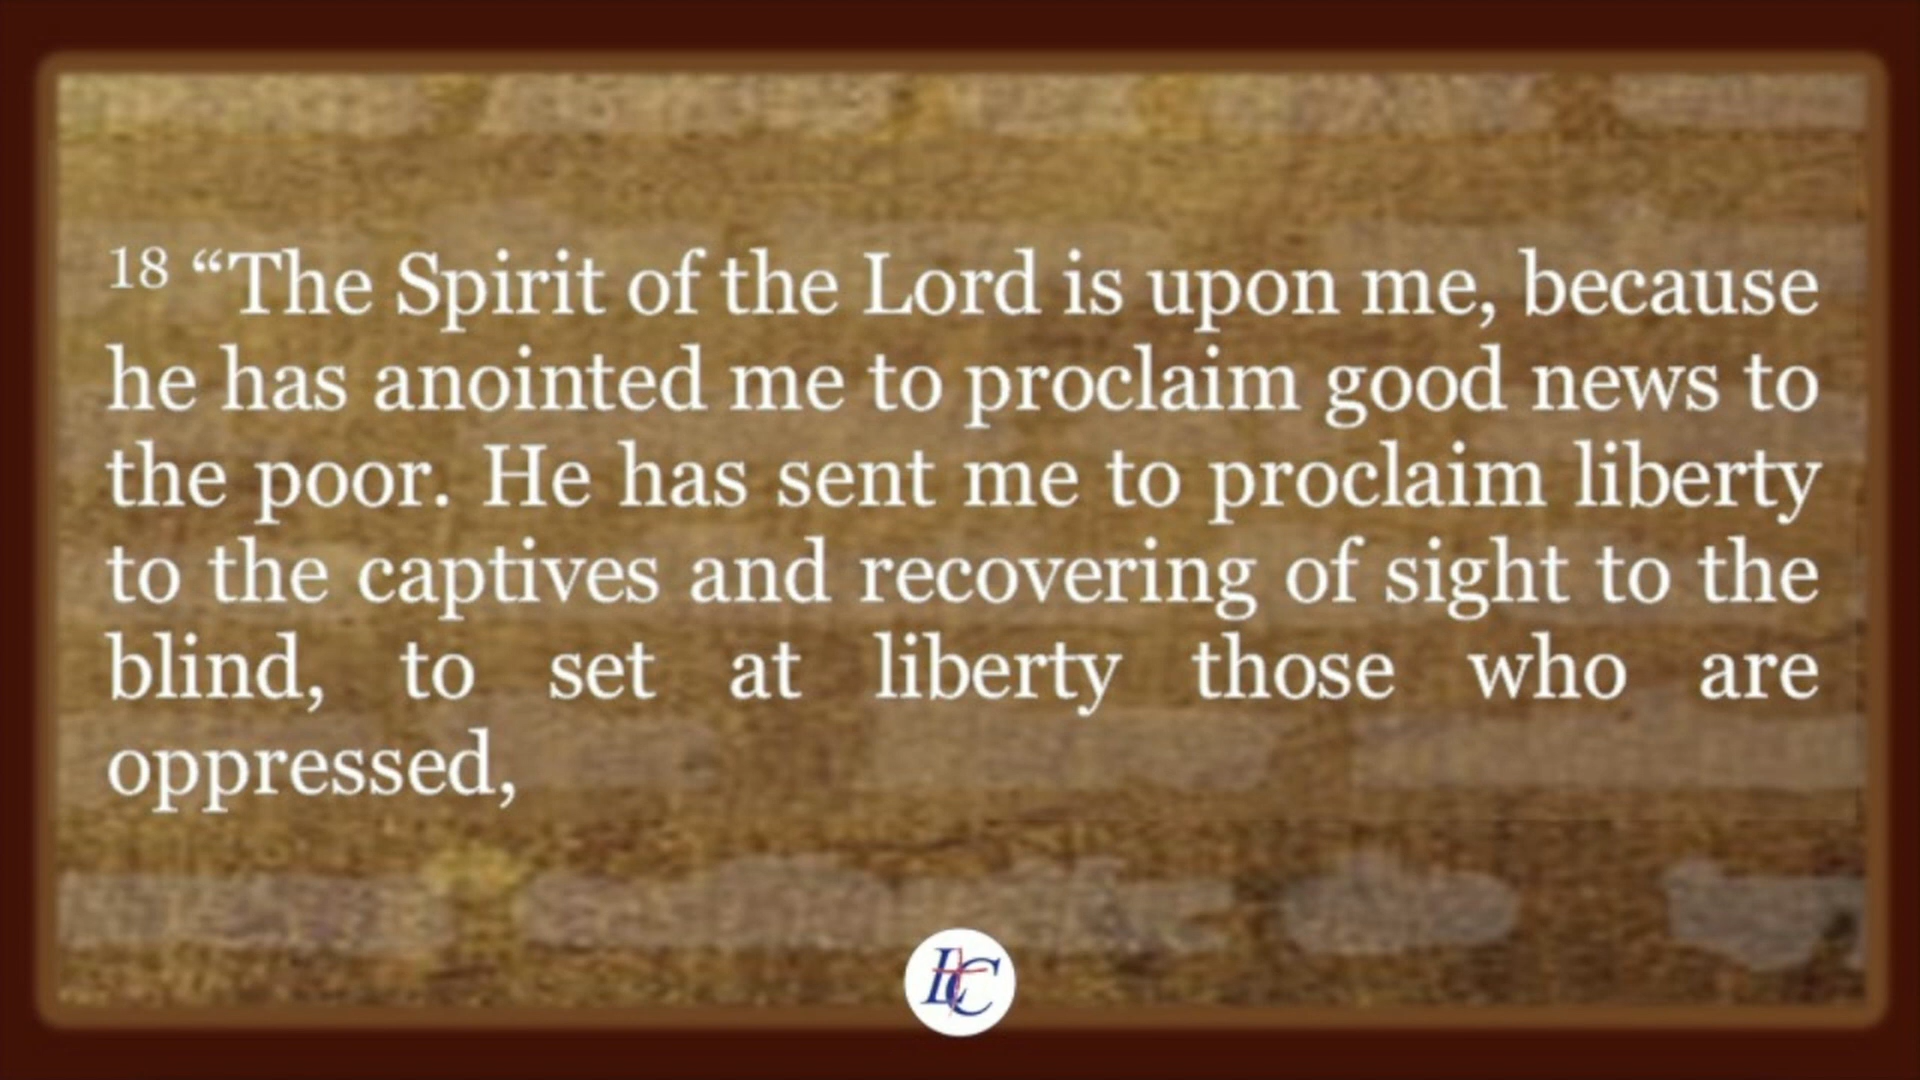 18 “The Spirit of the Lord is upon me, because
he has anointed me to proclaim good news to
the poor. He has sent me to proclaim liberty
to the captives and recovering of sight to the
blind, to set at liberty those who are
oppressed,
LC